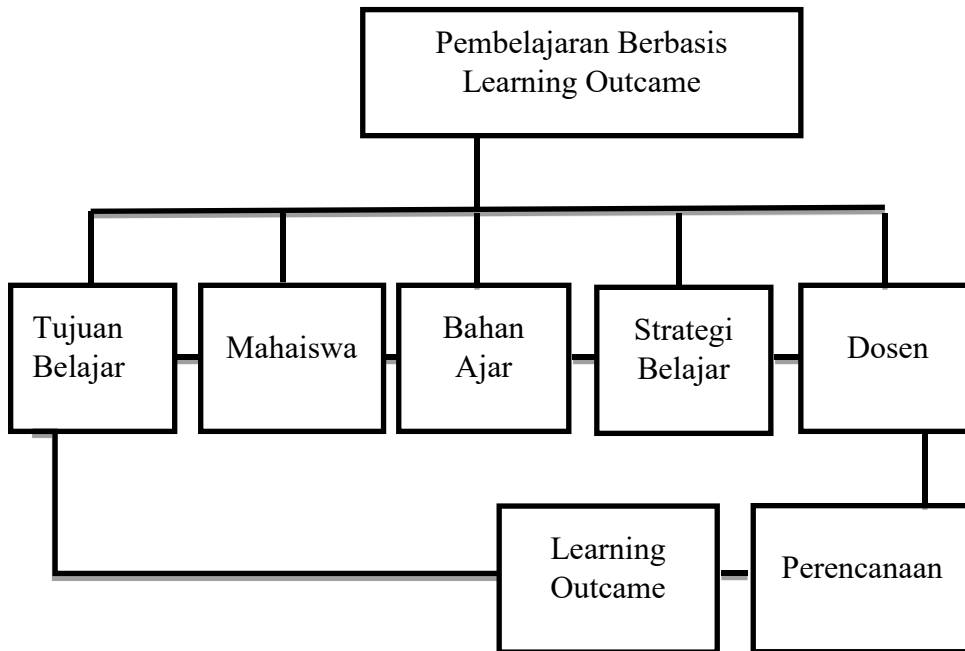 Pembelajaran Berbasis
Learning Outcame
Tujuan
Belajar
Mahaiswa
Bahan
Ajar
Strategi
Belajar
Dosen
Learning
Outcame
Perencanaan